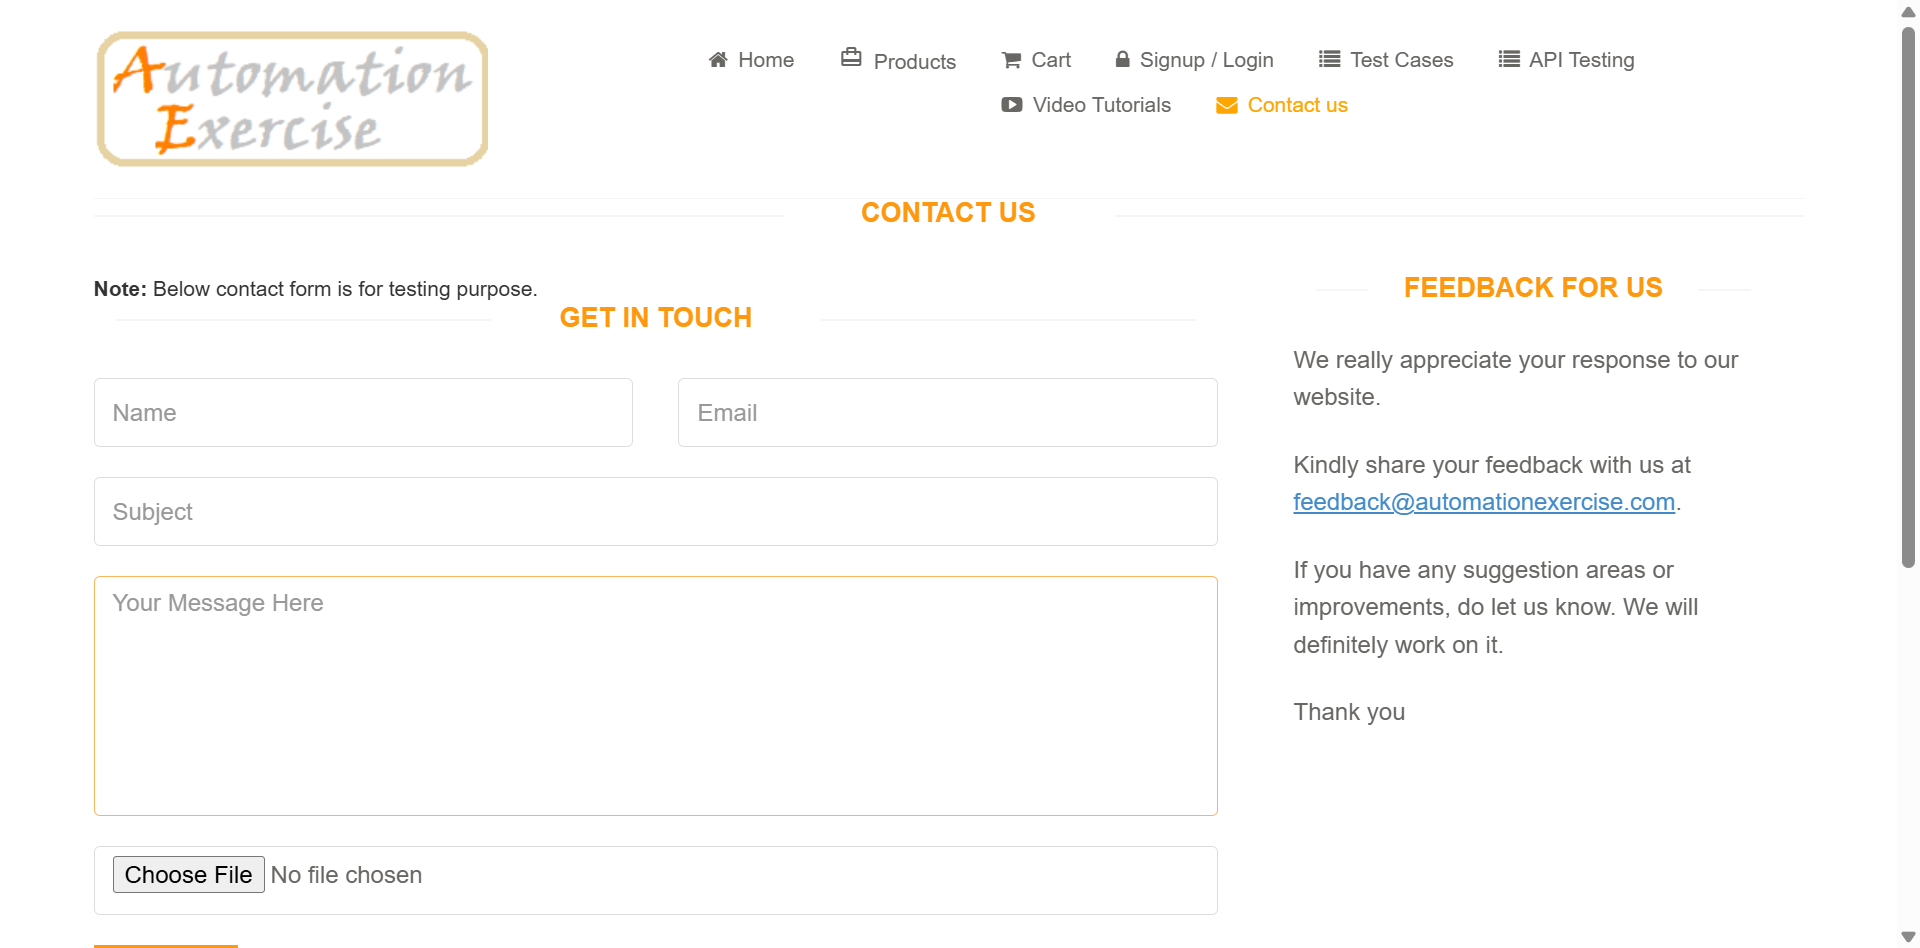 Automation
Exercise
Home
Products
Cart
Signup / Login
Test Cases
API Testing
Video Tutorials
Contact us
CONTACT US
Note: Below contact form is for testing purpose.
GET IN TOUCH
Name
Email
Subject
Your Message Here
Choose File No file chosen
FEEDBACK FOR US
We really appreciate your response to our
website.
Kindly share your feedback with us at
feedback@automationexercise.com.
If you have any suggestion areas or
improvements, do let us know. We will
definitely work on it.
Thank you